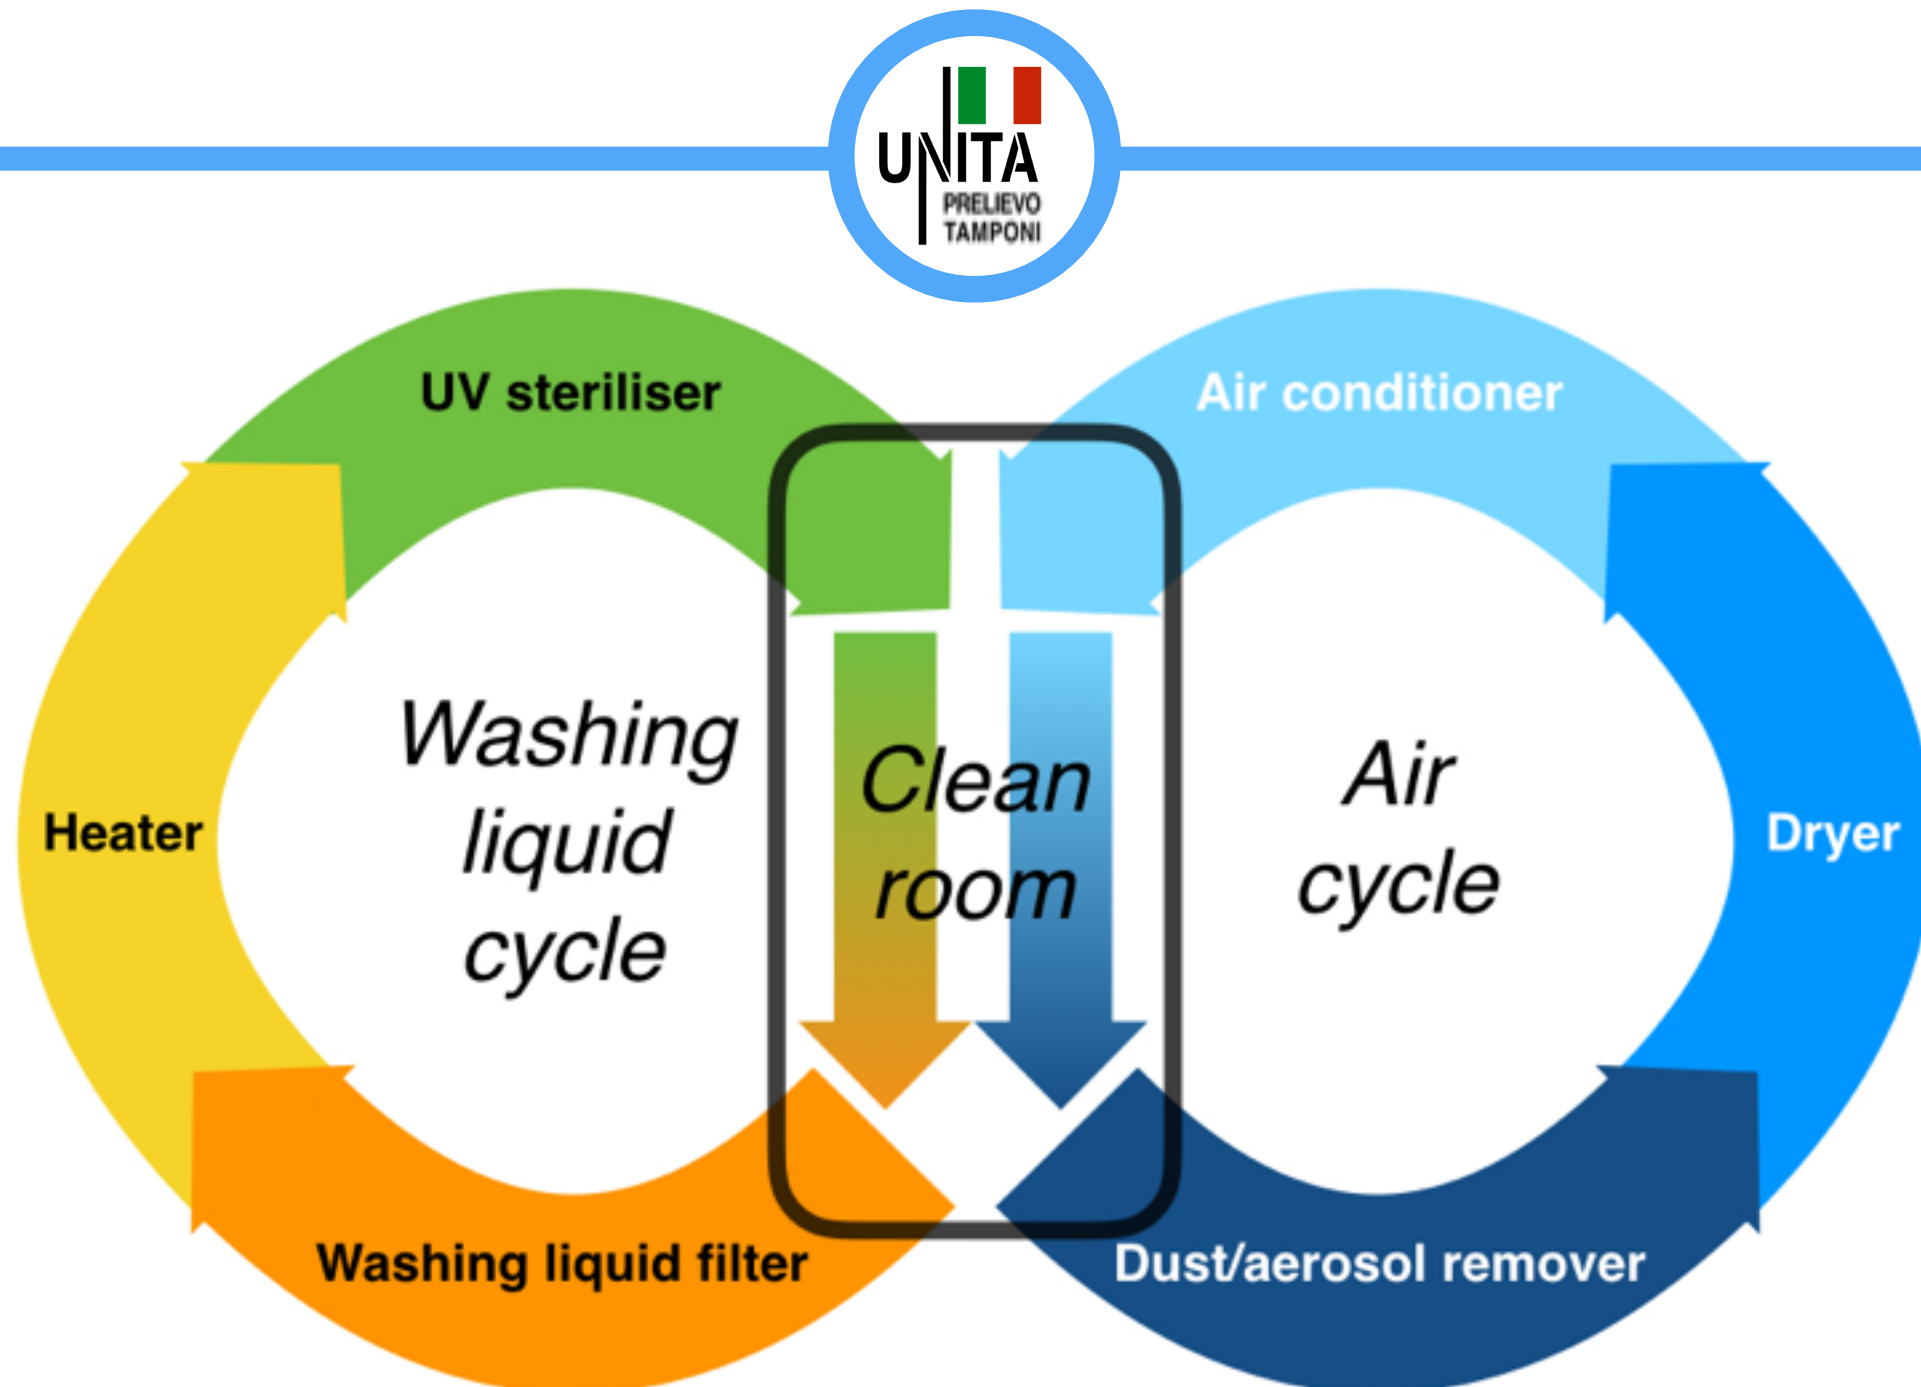 UNITA
PRELIEVO
TAMPONI
UV steriliser
Air conditioner
Washing
liquid
cycle
Clean
room
Air
cycle
Heater
Dryer
Washing liquid filter
Dust/aerosol remover